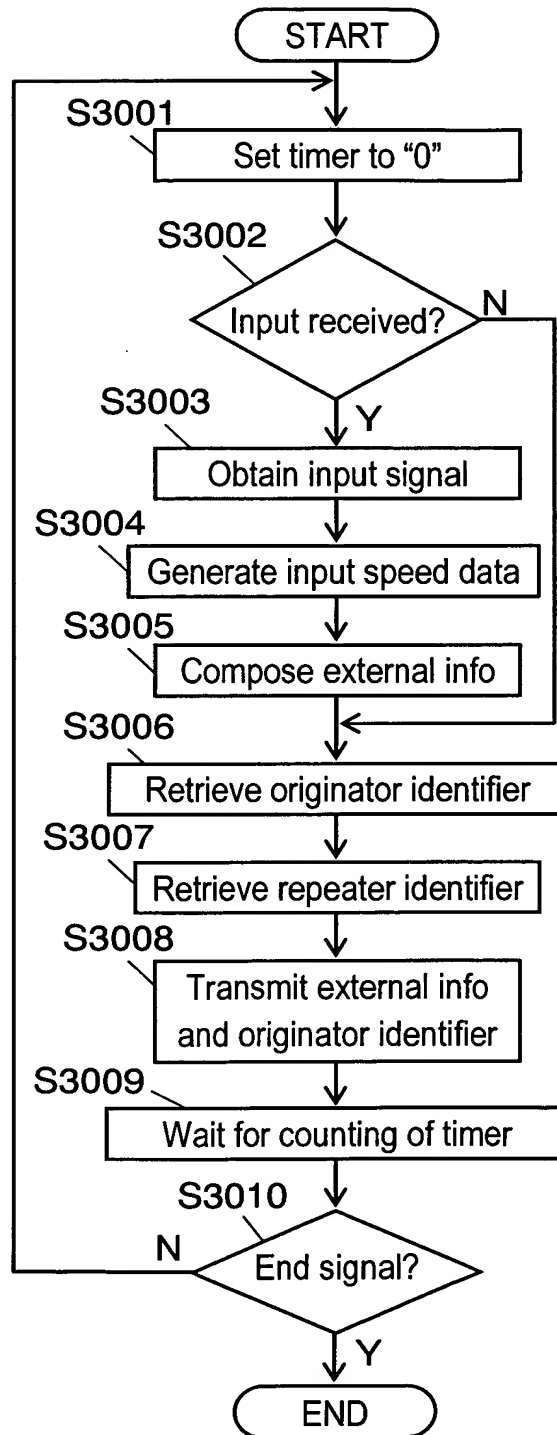 START
S3001
Set timer to “0”
S3002
Input received?
N
Y
S3003
Obtain input signal
S3004
Generate input speed data
S3005
Compose external info
S3006
Retrieve originator identifier
S3007
Retrieve repeater identifier
S3008
Transmit external info
and originator identifier
S3009
Wait for counting of timer
S3010
N
End signal?
Y
END